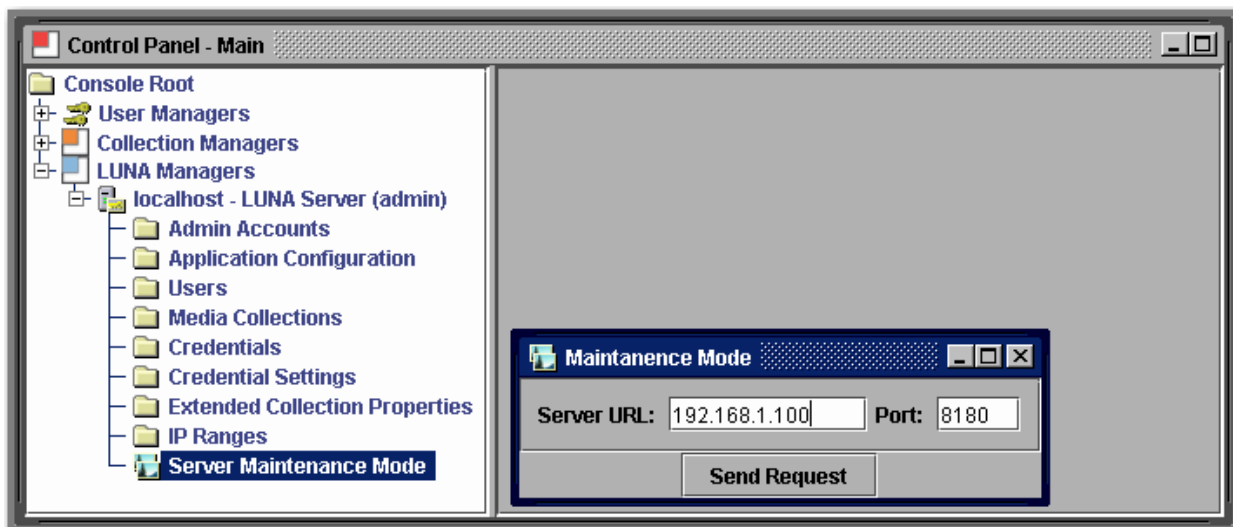 Control Panel - Main
Console Root
User Managers
Collection Managers
LUNA Managers
localhost - LUNA Server (admin)
Admin Accounts
Application Configuration
Users
Media Collections
Credentials
Credential Settings
Extended Collection Properties
IP Ranges
Server Maintenance Mode
Maintanence Mode
Server URL: 192.168.1.100 Port: 8180
Send Request